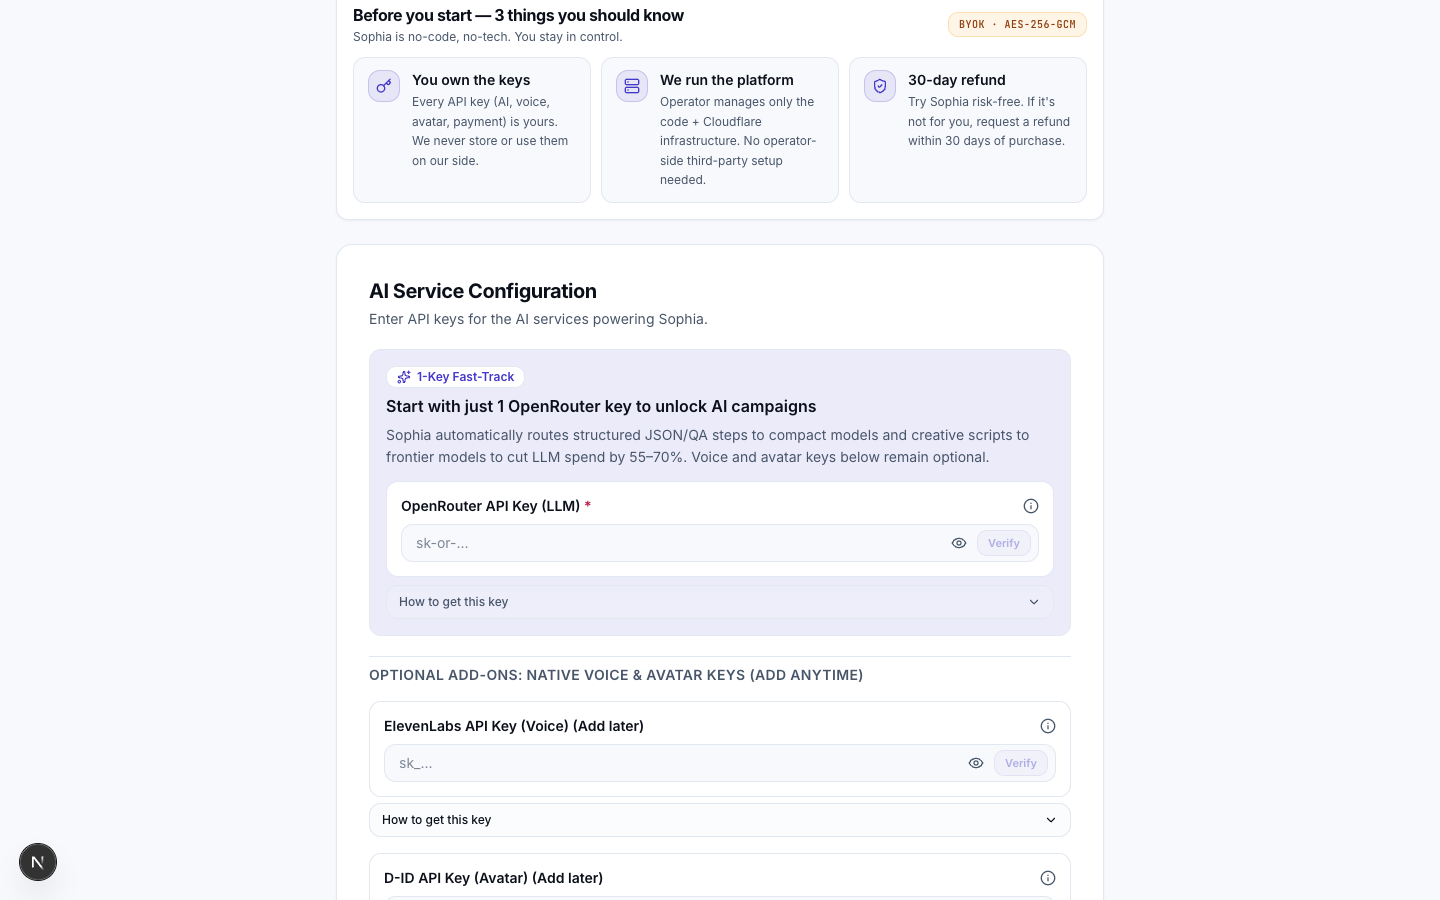 Before you start — 3 things you should know
Sophia is no-code, no-tech. You stay in control.
BYOK · AES-256-GCM
You own the keys
Every API key (AI, voice,
avatar, payment) is yours.
We never store or use them
on our side.
We run the platform
Operator manages only the
code + Cloudflare
infrastructure. No operator-
side third-party setup
needed.
30-day refund
Try Sophia risk-free. If it's
not for you, request a refund
within 30 days of purchase.
AI Service Configuration
Enter API keys for the AI services powering Sophia.
1-Key Fast-Track
Start with just 1 OpenRouter key to unlock AI campaigns
Sophia automatically routes structured JSON/QA steps to compact models and creative scripts to
frontier models to cut LLM spend by 55–70%. Voice and avatar keys below remain optional.
OpenRouter API Key (LLM) *
sk-or-...
Verify
How to get this key
OPTIONAL ADD-ONS: NATIVE VOICE & AVATAR KEYS (ADD ANYTIME)
ElevenLabs API Key (Voice) (Add later)
sk_...
Verify
How to get this key
D-ID API Key (Avatar) (Add later)
N